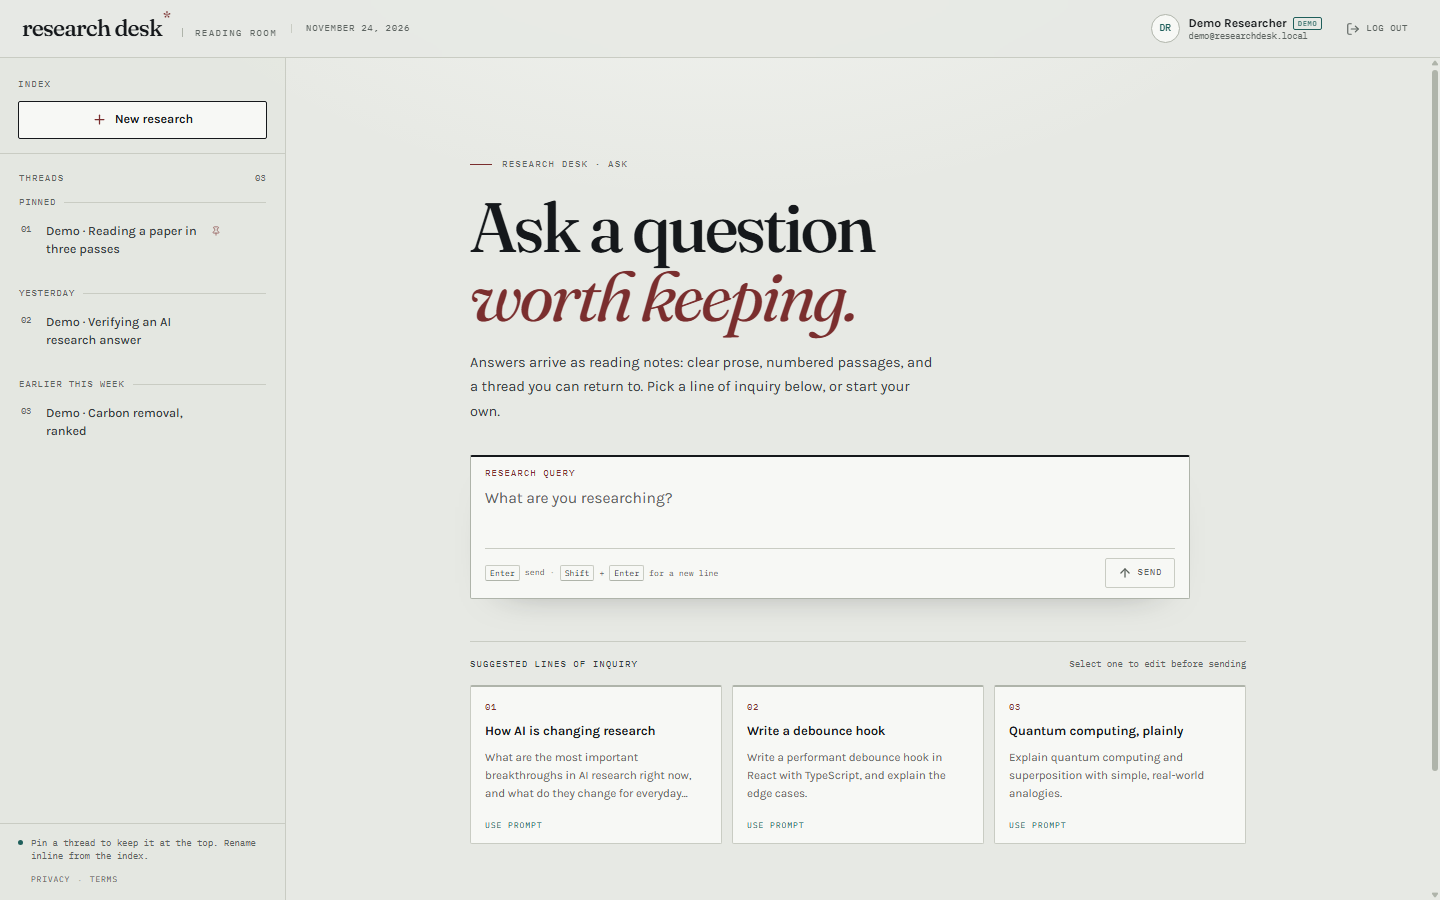 research desk*
READING ROOM
NOVEMBER 24, 2026
DR
Demo Researcher
DEMO
demo@researchdesk.local
LOG OUT
INDEX
+ New research
THREADS
03
PINNED
01
Demo · Reading a paper in
three passes
YESTERDAY
02
Demo · Verifying an AI
research answer
EARLIER THIS WEEK
03
Demo · Carbon removal,
ranked
Pin a thread to keep it at the top. Rename
inline from the index.
PRIVACY · TERMS
RESEARCH DESK · ASK
Ask a question
worth keeping.
Answers arrive as reading notes: clear prose, numbered passages, and
a thread you can return to. Pick a line of inquiry below, or start your
own.
RESEARCH QUERY
What are you researching?
Enter send · Shift + Enter for a new line
SEND
SUGGESTED LINES OF INQUIRY
Select one to edit before sending
01
How AI is changing research
What are the most important
breakthroughs in AI research right now,
and what do they change for everyday…
USE PROMPT
02
Write a debounce hook
Write a performant debounce hook in
React with TypeScript, and explain the
edge cases.
USE PROMPT
03
Quantum computing, plainly
Explain quantum computing and
superposition with simple, real-world
analogies.
USE PROMPT